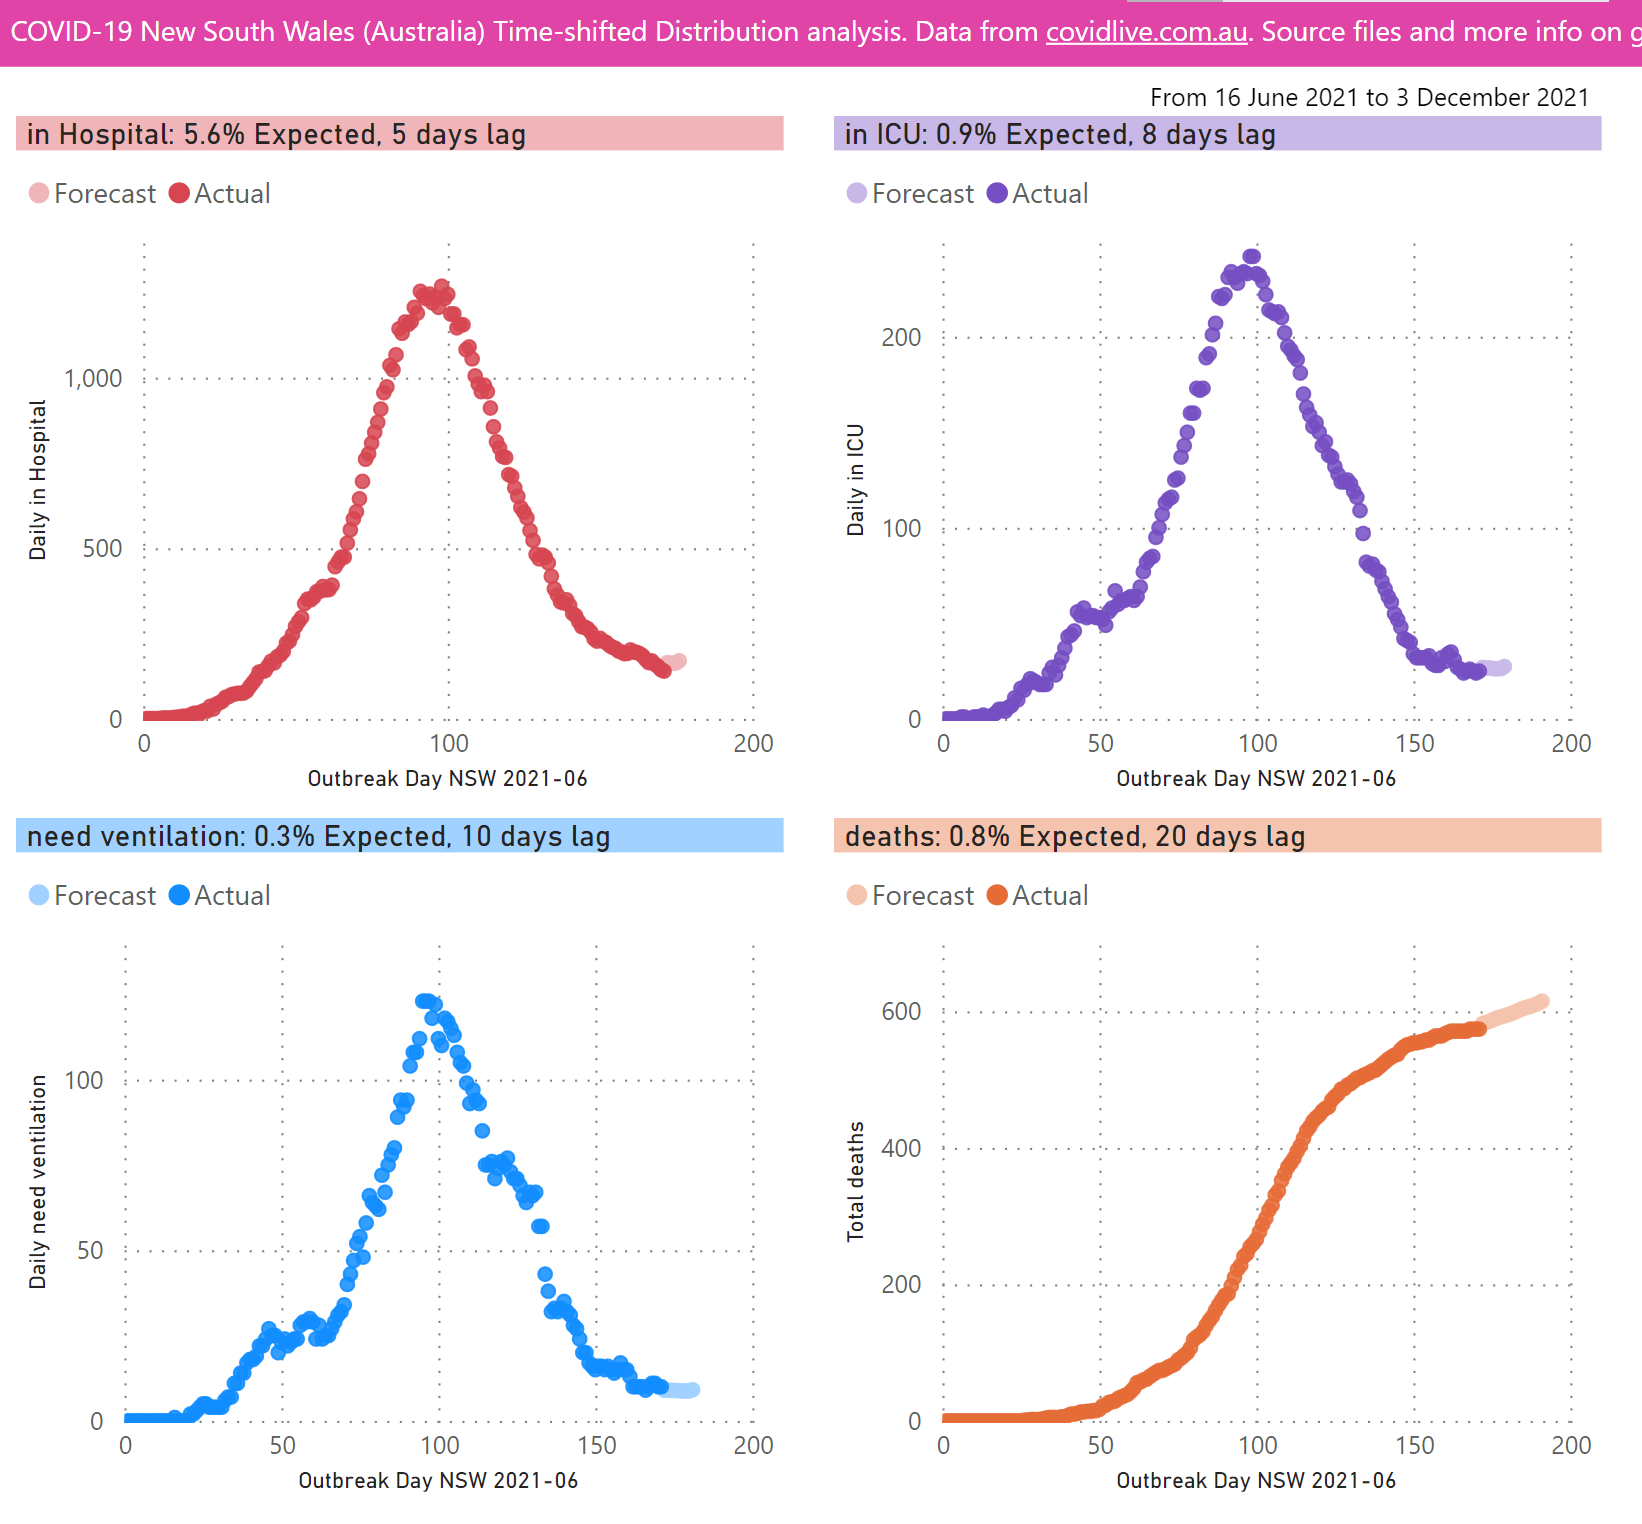 COVID-19 New South Wales (Australia) Time-shifted Distribution analysis. Data from covidlive.com.au. Source files and more info on g
From 16 June 2021 to 3 December 2021
in Hospital: 5.6% Expected, 5 days lag
Forecast Actual
1,000
500
0
Daily in Hospital
0 100 200
Outbreak Day NSW 2021-06
in ICU: 0.9% Expected, 8 days lag
Forecast Actual
200
100
0
Daily in ICU
0 50 100 150 200
Outbreak Day NSW 2021-06
need ventilation: 0.3% Expected, 10 days lag
Forecast Actual
100
50
0
Daily need ventilation
0 50 100 150 200
Outbreak Day NSW 2021-06
deaths: 0.8% Expected, 20 days lag
Forecast Actual
600
400
200
0
Total deaths
0 50 100 150 200
Outbreak Day NSW 2021-06